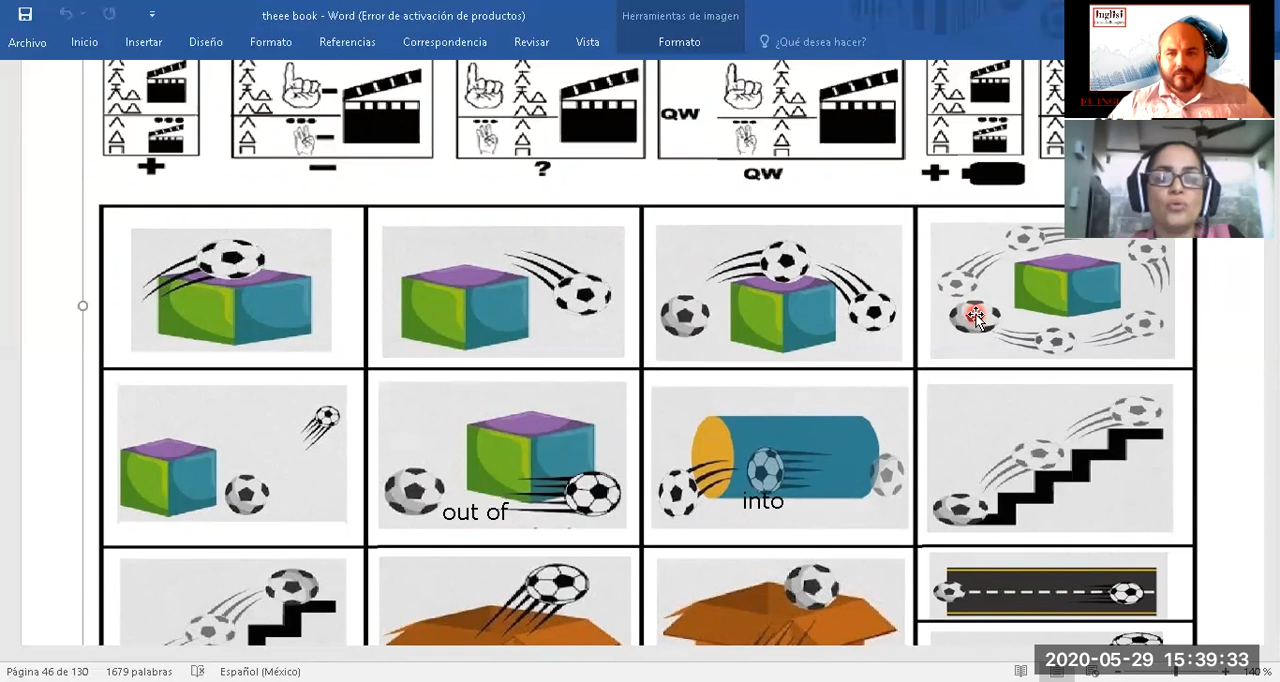 theee book - Word (Error de activación de productos)
Herramientas de imagen
Archivo Inicio Insertar Diseño Formato Referencias Correspondencia Revisar Vista Formato ¿Qué desea hacer?
QW
+ − ? QW +
out of
into
Página 46 de 130 1679 palabras Español (México)
140 %
2020-05-29 15:39:33